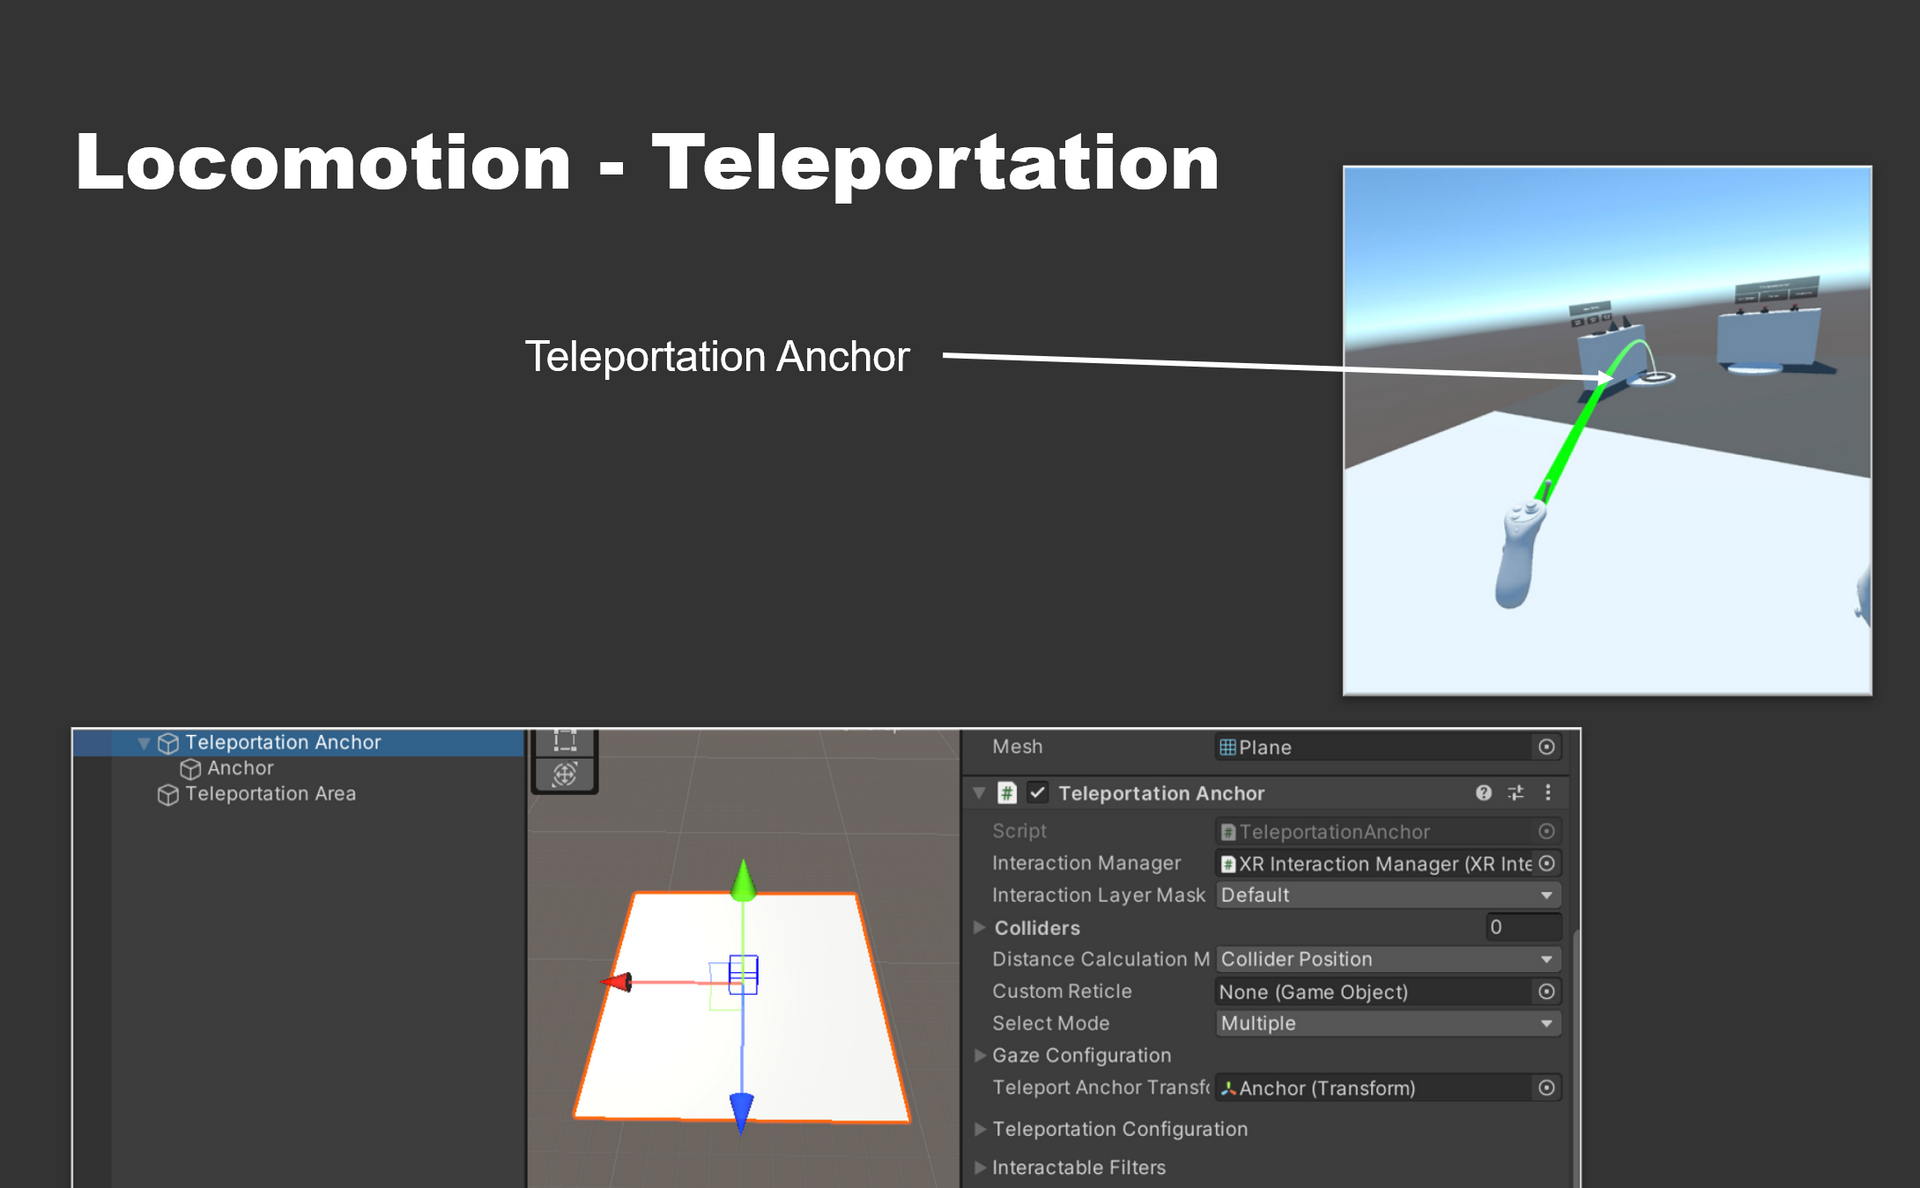 Locomotion - Teleportation
Teleportation Anchor
Teleportation Anchor
Anchor
Teleportation Area
Mesh Plane
# Teleportation Anchor
Script # TeleportationAnchor
Interaction Manager # XR Interaction Manager (XR Inte
Interaction Layer Mask Default
Colliders 0
Distance Calculation M Collider Position
Custom Reticle None (Game Object)
Select Mode Multiple
Gaze Configuration
Teleport Anchor Transfo Anchor (Transform)
Teleportation Configuration
Interactable Filters